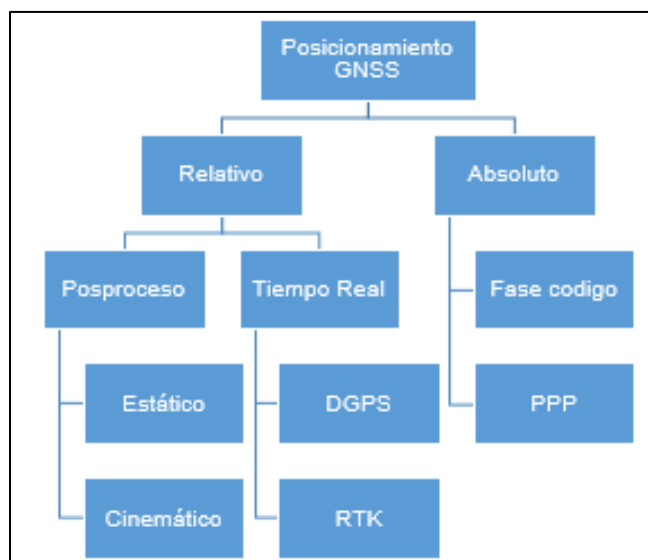 Posicionamiento
GNSS
Relativo
Absoluto
Posproceso
Tiempo Real
Fase codigo
Estático
DGPS
PPP
Cinemático
RTK